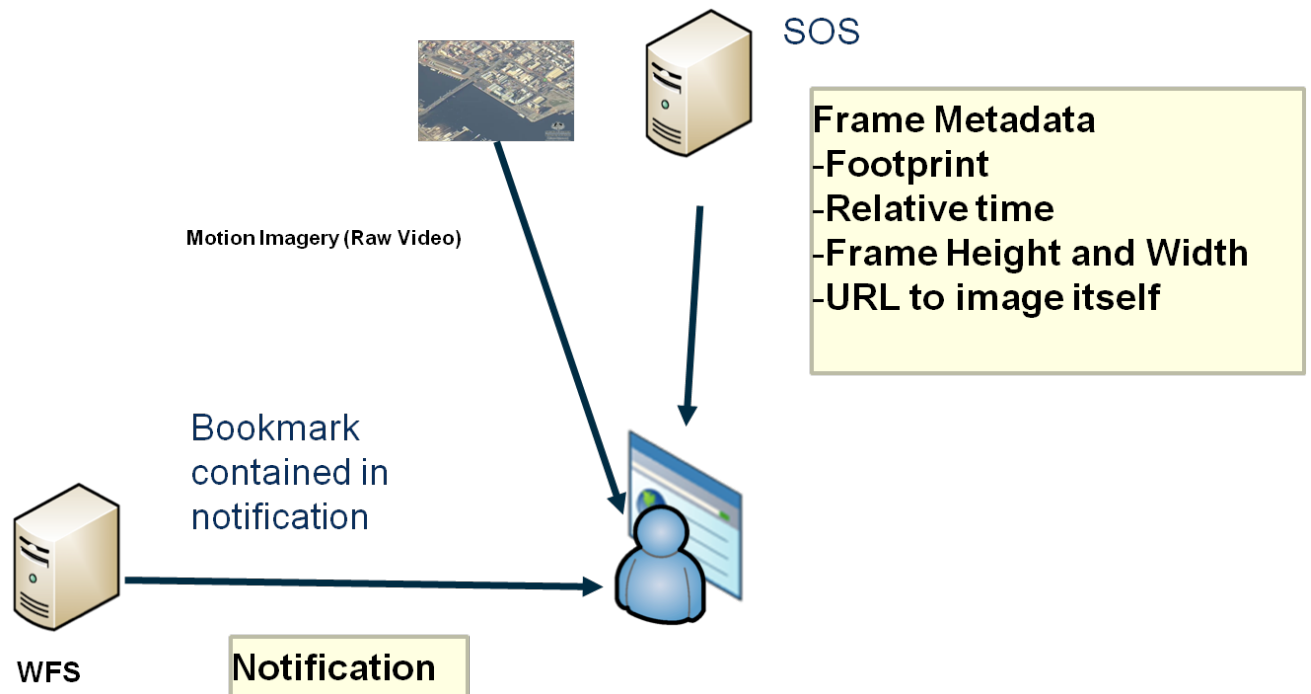 SOS
Frame Metadata
-Footprint
-Relative time
-Frame Height and Width
-URL to image itself
Motion Imagery (Raw Video)
Bookmark
contained in
notification
WFS
Notification